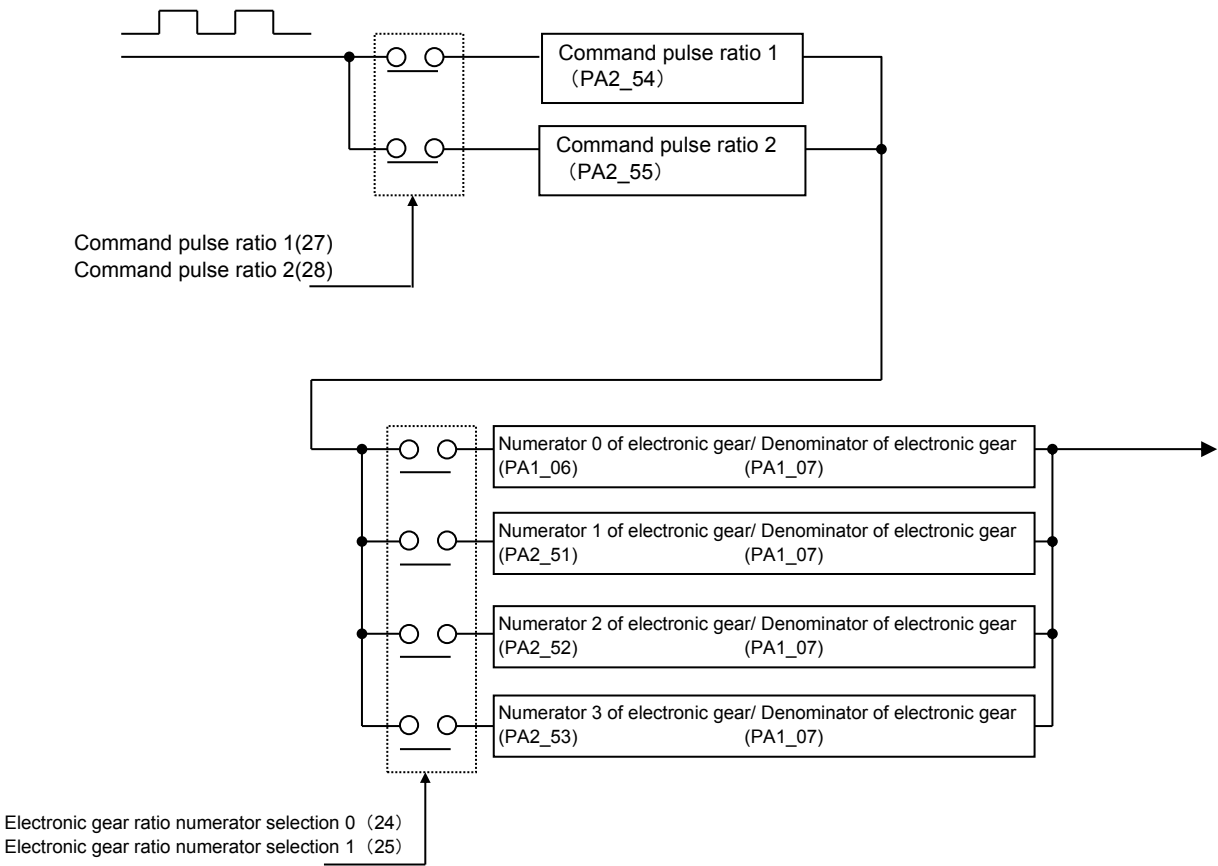 Command pulse ratio 1
（PA2_54）
Command pulse ratio 2
（PA2_55）
Command pulse ratio 1(27)
Command pulse ratio 2(28)
Numerator 0 of electronic gear/ Denominator of electronic gear
(PA1_06) (PA1_07)
Numerator 1 of electronic gear/ Denominator of electronic gear
(PA2_51) (PA1_07)
Numerator 2 of electronic gear/ Denominator of electronic gear
(PA2_52) (PA1_07)
Numerator 3 of electronic gear/ Denominator of electronic gear
(PA2_53) (PA1_07)
Electronic gear ratio numerator selection 0（24）
Electronic gear ratio numerator selection 1（25）